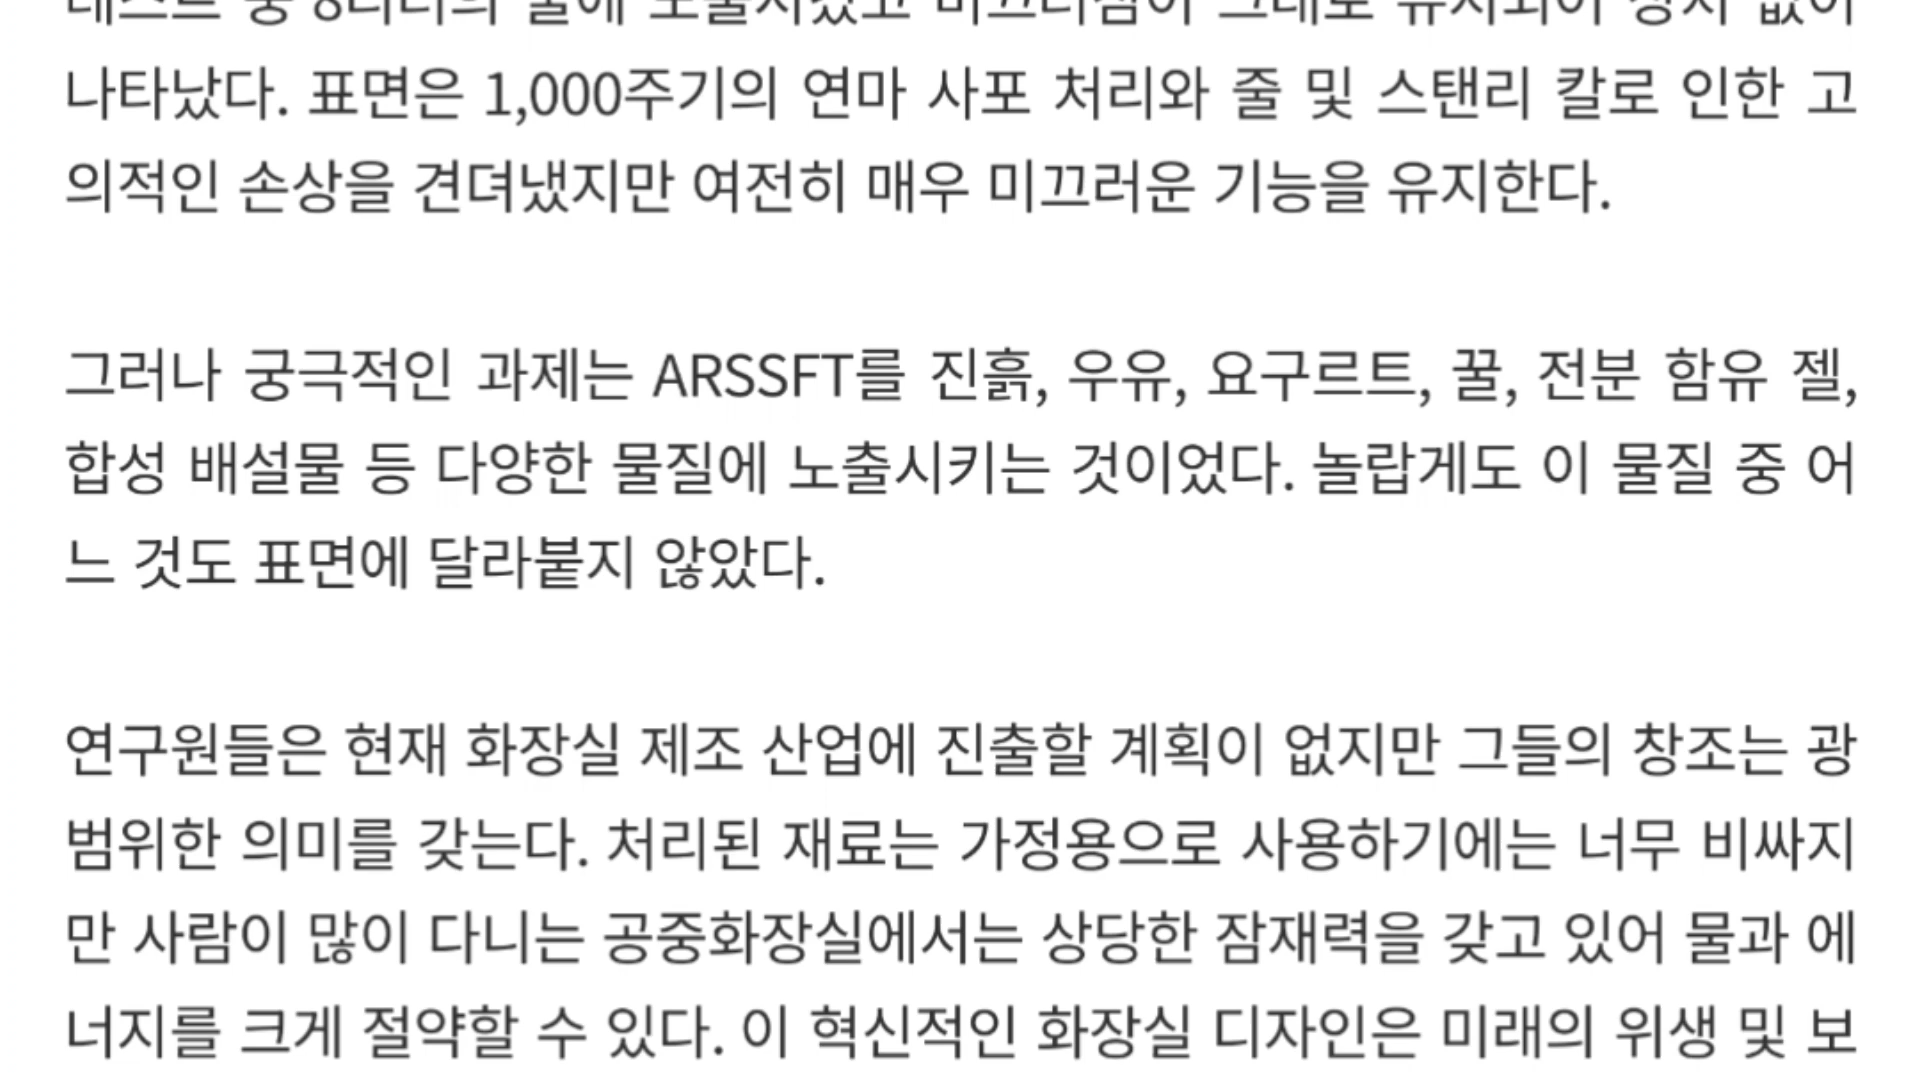 나타났다. 표면은 1,000주기의 연마 사포 처리와 줄 및 스탠리 칼로 인한 고
의적인 손상을 견뎌냈지만 여전히 매우 미끄러운 기능을 유지한다.
그러나 궁극적인 과제는 ARSSFT를 진흙, 우유, 요구르트, 꿀, 전분 함유 젤,
합성 배설물 등 다양한 물질에 노출시키는 것이었다. 놀랍게도 이 물질 중 어
느 것도 표면에 달라붙지 않았다.
연구원들은 현재 화장실 제조 산업에 진출할 계획이 없지만 그들의 창조는 광
범위한 의미를 갖는다. 처리된 재료는 가정용으로 사용하기에는 너무 비싸지
만 사람이 많이 다니는 공중화장실에서는 상당한 잠재력을 갖고 있어 물과 에
너지를 크게 절약할 수 있다. 이 혁신적인 화장실 디자인은 미래의 위생 및 보